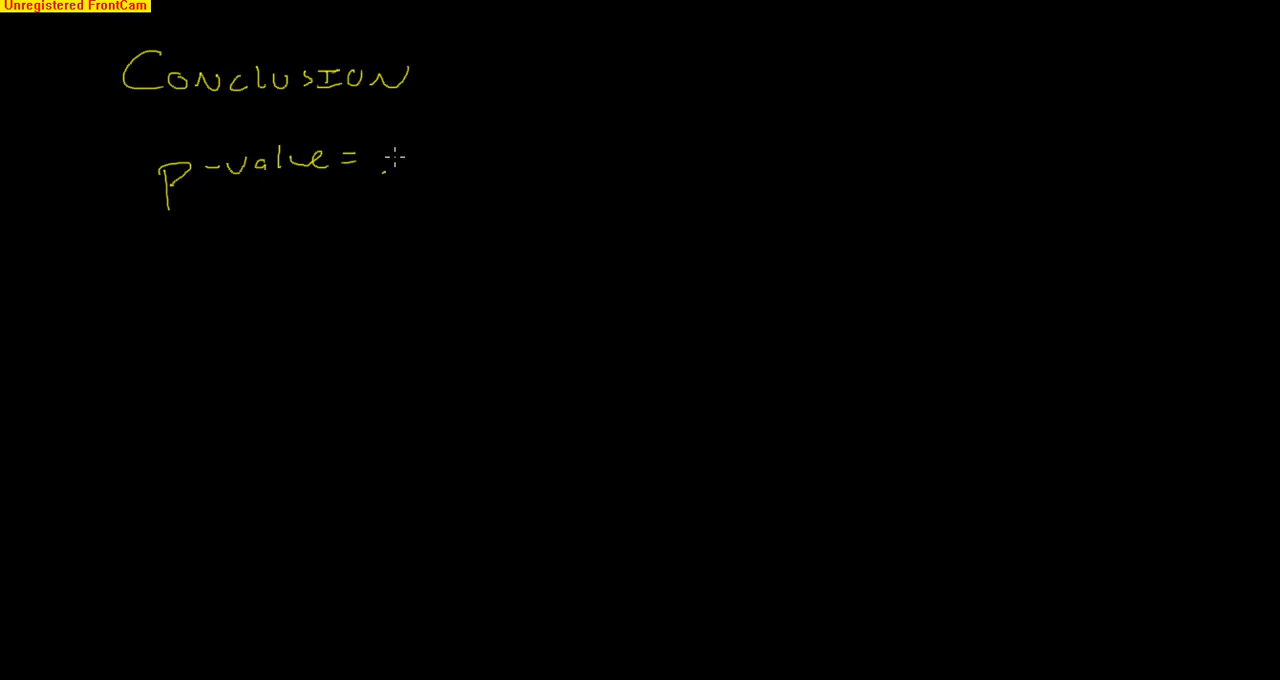 Unregistered FrontCam
Conclusion
p-value = .